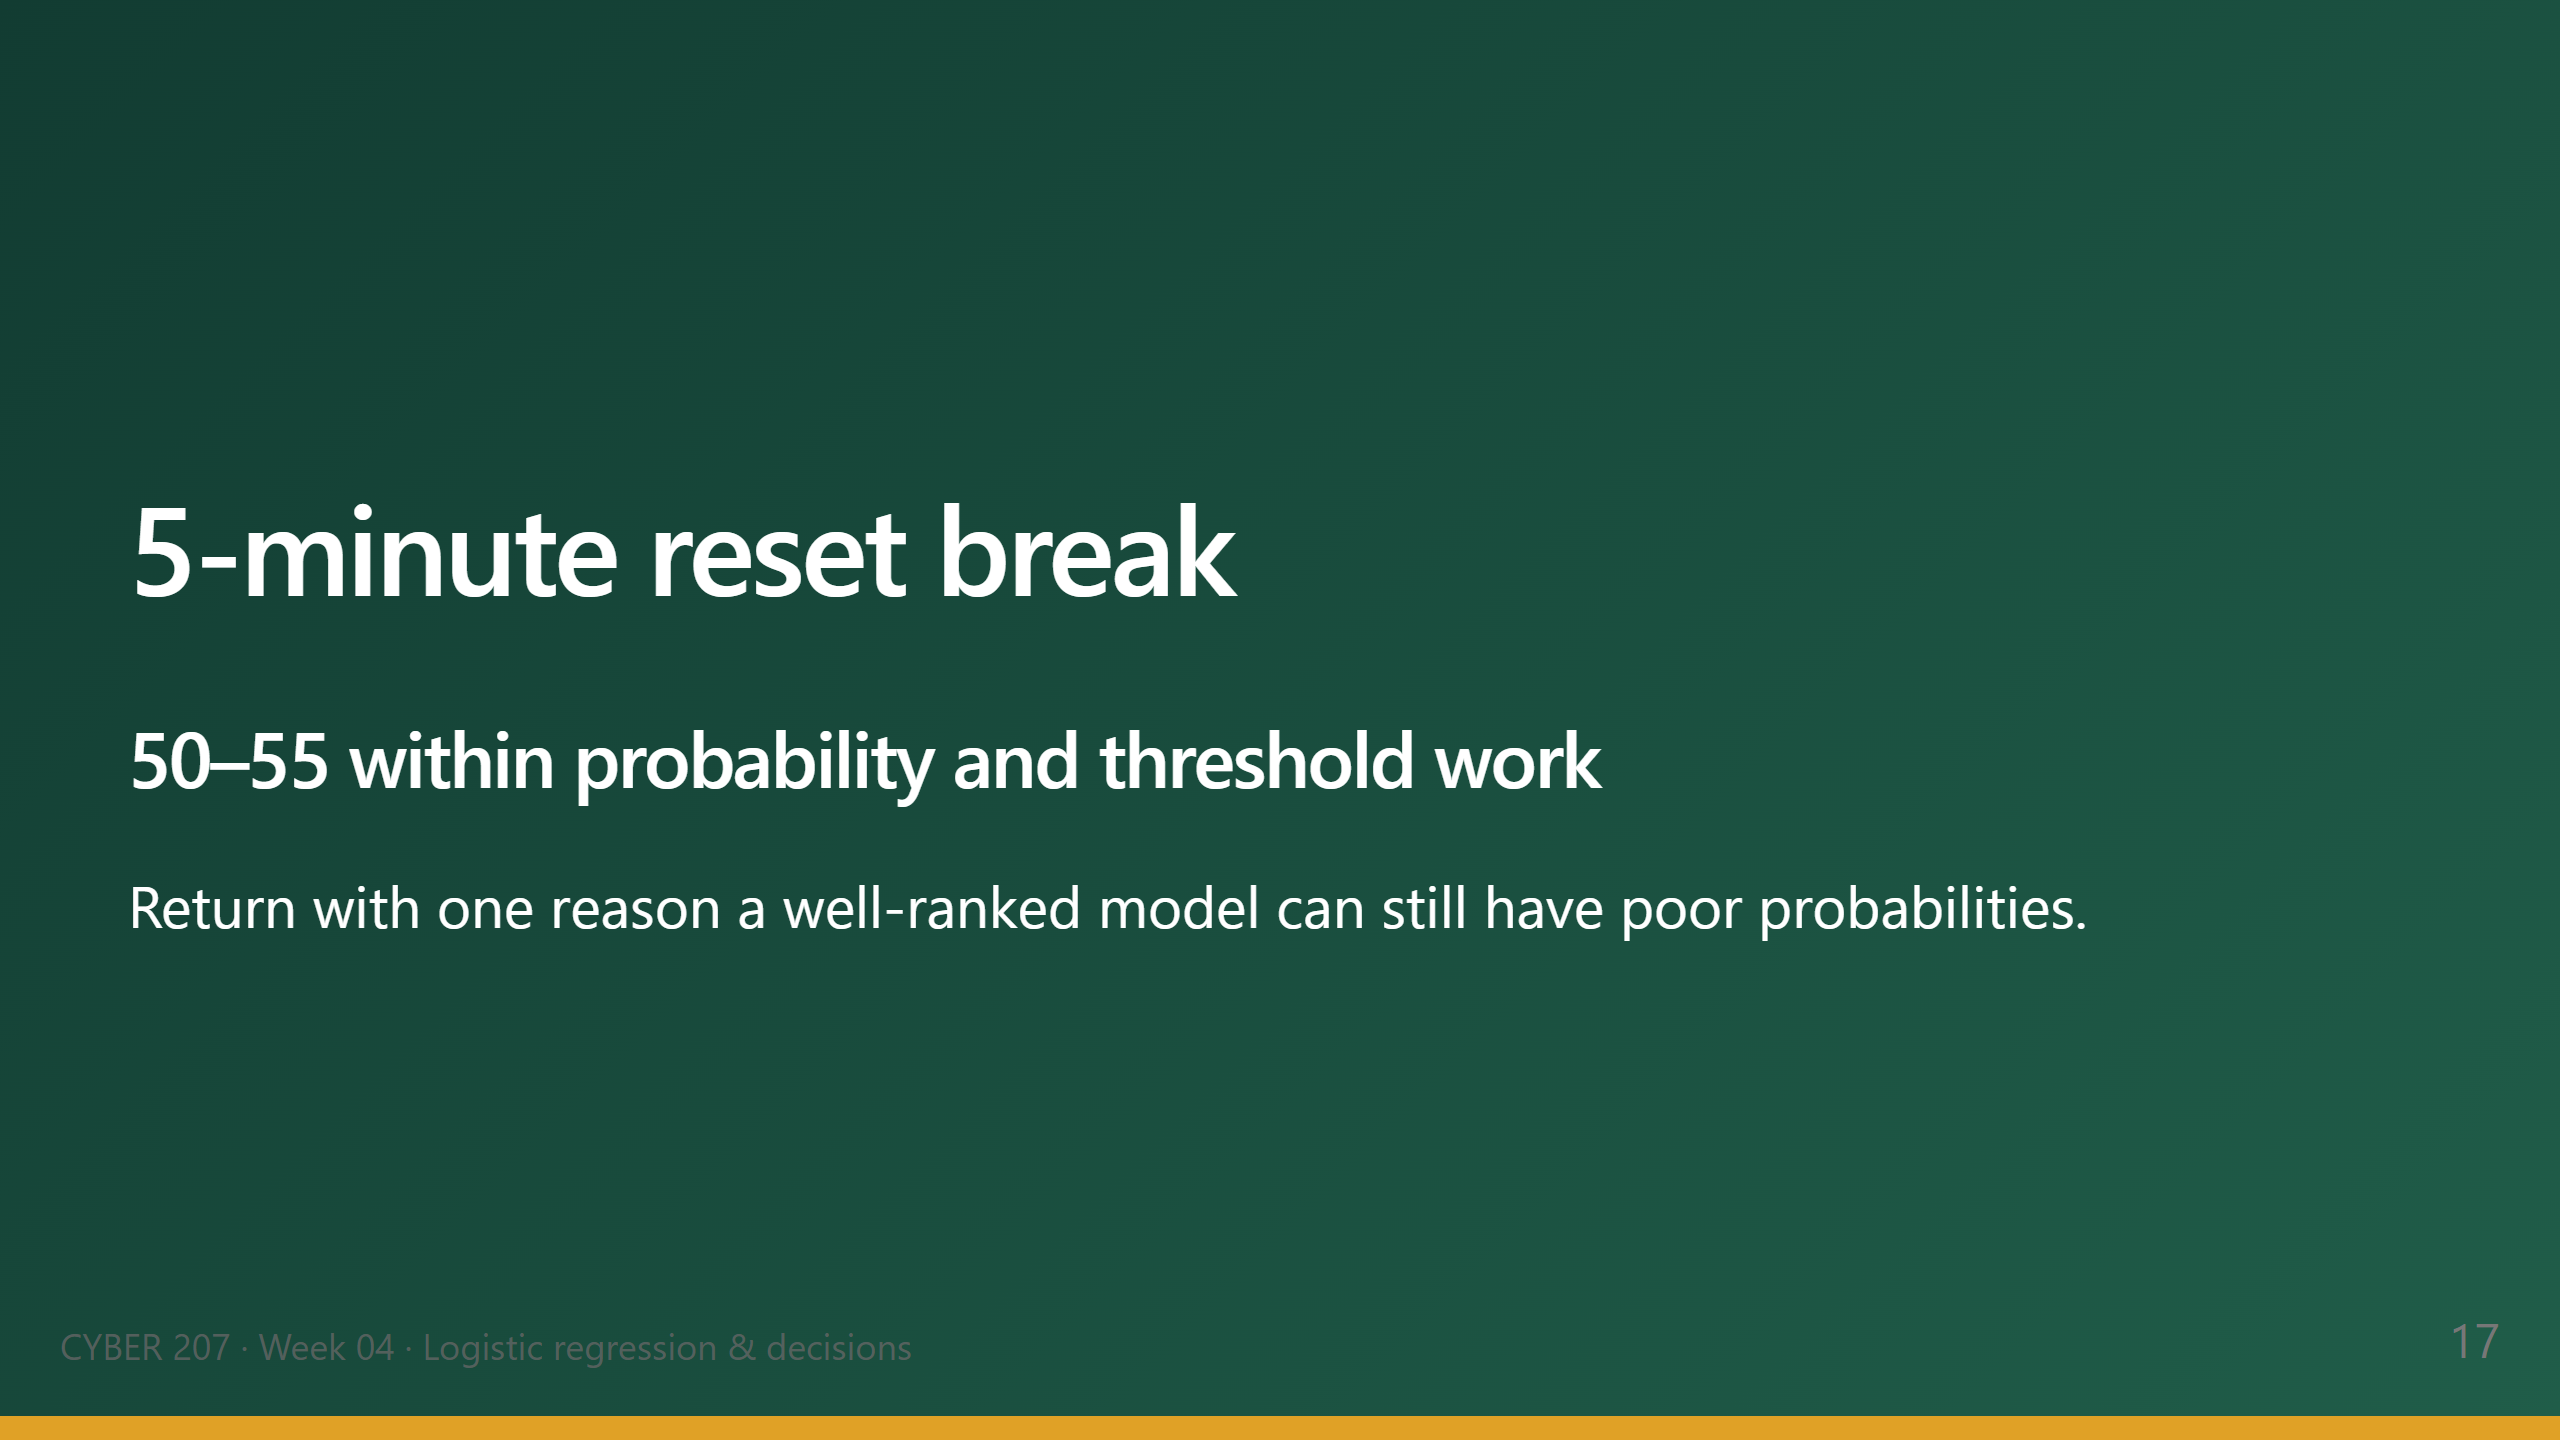 5-minute reset break
50–55 within probability and threshold work
Return with one reason a well-ranked model can still have poor probabilities.
CYBER 207 · Week 04 · Logistic regression & decisions
17